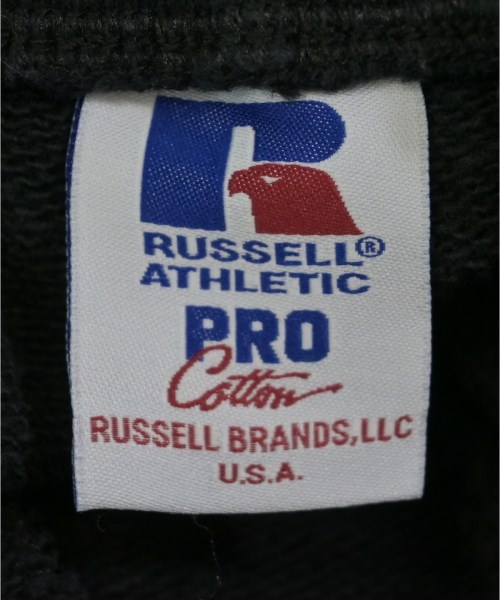 R
RUSSELL®
ATHLETIC
PRO
Cotton
RUSSELL BRANDS, LLC
U.S.A.